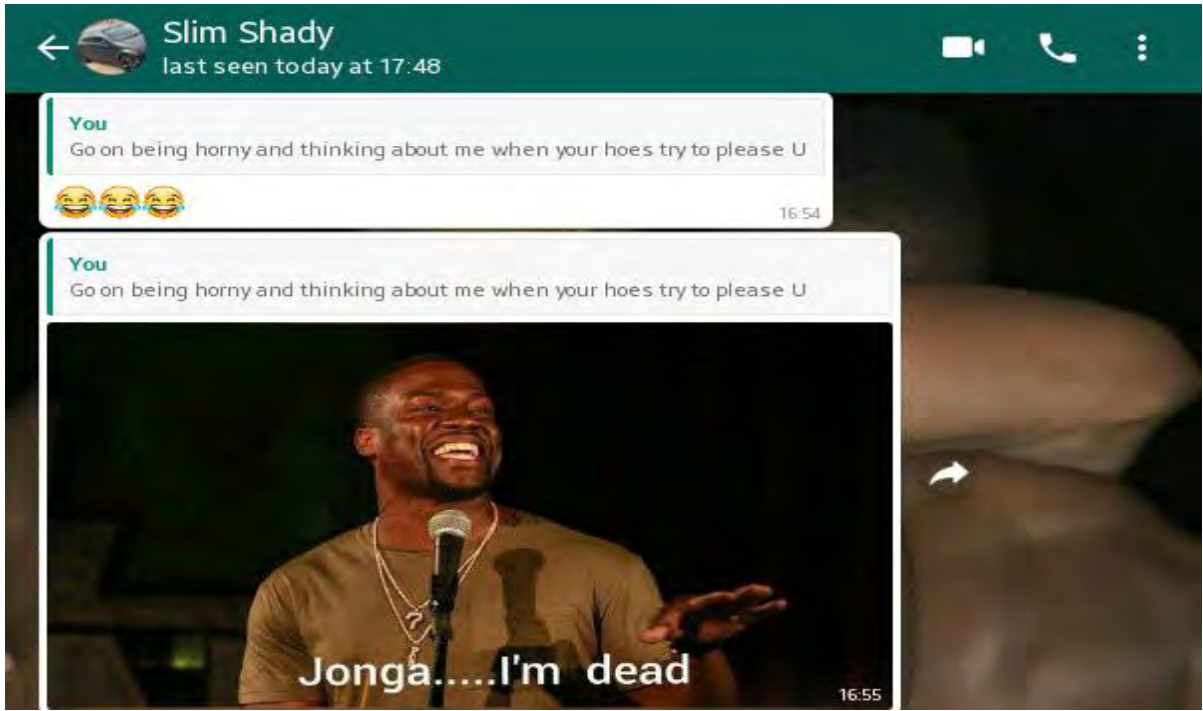 Slim Shady
last seen today at 17:48
You
Go on being horny and thinking about me when your hoes try to please U
😂😂😂
16:54
You
Go on being horny and thinking about me when your hoes try to please U
Jonga.....I'm dead
16:55